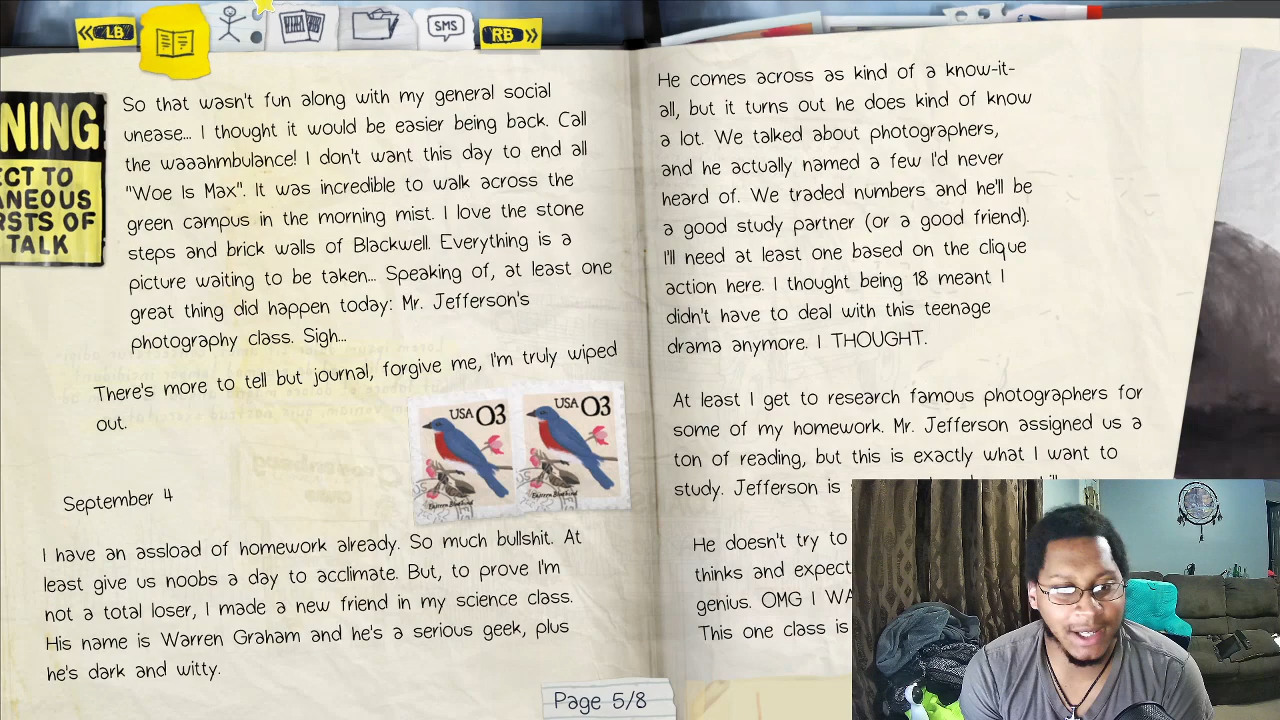 LB
SMS
RB
NING
ECT TO
ANEOUS
RSTS OF
TALK
So that wasn't fun along with my general social
unease... I thought it would be easier being back. Call
the waaahmbulance! I don't want this day to end all
"Woe Is Max". It was incredible to walk across the
green campus in the morning mist. I love the stone
steps and brick walls of Blackwell. Everything is a
picture waiting to be taken... Speaking of, at least one
great thing did happen today: Mr. Jefferson's
photography class. Sigh...
There's more to tell but journal, forgive me, I'm truly wiped
out.
USA 03
USA 03
Eastern Bluebird
Eastern Bluebird
September 4
I have an assload of homework already. So much bullshit. At
least give us noobs a day to acclimate. But, to prove I'm
not a total loser, I made a new friend in my science class.
His name is Warren Graham and he's a serious geek, plus
he's dark and witty.
He comes across as kind of a know-it-
all, but it turns out he does kind of know
a lot. We talked about photographers,
and he actually named a few I'd never
heard of. We traded numbers and he'll be
a good study partner (or a good friend).
I'll need at least one based on the clique
action here. I thought being 18 meant I
didn't have to deal with this teenage
drama anymore. I THOUGHT.
At least I get to research famous photographers for
some of my homework. Mr. Jefferson assigned us a
ton of reading, but this is exactly what I want to
study. Jefferson is
He doesn't try to
thinks and expect
genius. OMG I WA
This one class is
Page 5/8